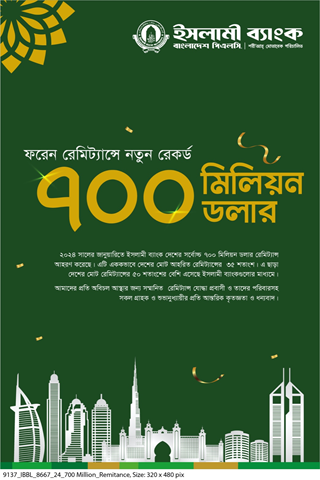 ইসলামী ব্যাংক
বাংলাদেশ পিএলসি.
শরী'আহ্ মোতাবেক পরিচালিত
ফরেন রেমিট্যান্সে নতুন রেকর্ড
৭০০ মিলিয়ন
ডলার
২০২৪ সালের জানুয়ারিতে ইসলামী ব্যাংক দেশের সর্বোচ্চ ৭০০ মিলিয়ন ডলার রেমিট্যান্স
আহরণ করেছে। এটি এককভাবে দেশের মোট আহরিত রেমিট্যান্সের ৩৫ শতাংশ। এ ছাড়া
দেশের মোট রেমিট্যান্সের ৫০ শতাংশের বেশি এসেছে ইসলামী ব্যাংকগুলোর মাধ্যমে।
আমাদের প্রতি অবিচল আস্থার জন্য সম্মানিত রেমিট্যান্স যোদ্ধা প্রবাসী ও তাদের পরিবারসহ
সকল গ্রাহক ও শুভানুধ্যায়ীর প্রতি আন্তরিক কৃতজ্ঞতা ও ধন্যবাদ।
9137_IBBL_8667_24_700 Million_Remitance, Size: 320 x 480 pix